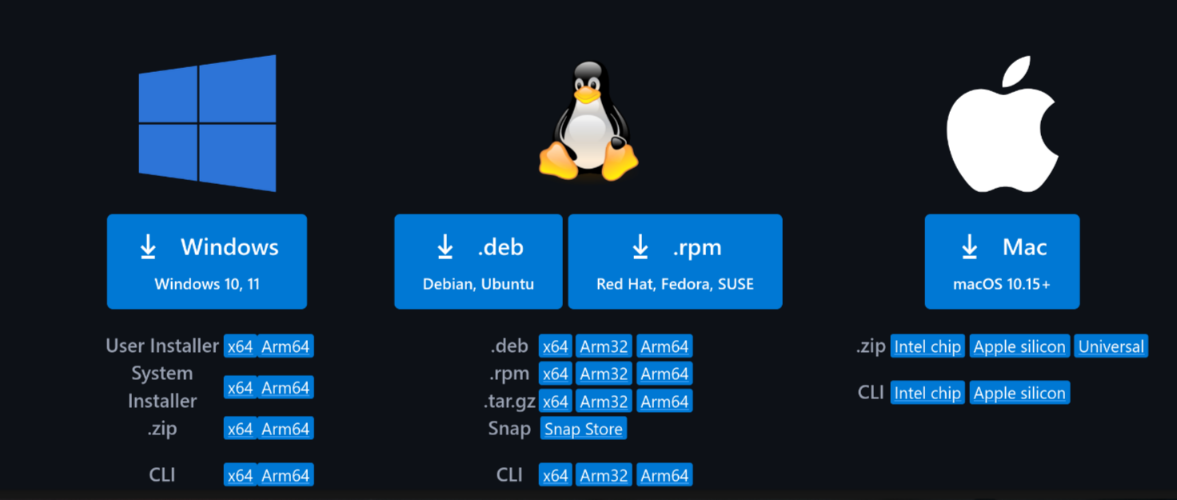 Windows
Windows 10, 11
User Installer x64 Arm64
System
Installer x64 Arm64
.zip x64 Arm64
CLI x64 Arm64
.deb
Debian, Ubuntu
.rpm
Red Hat, Fedora, SUSE
.deb x64 Arm32 Arm64
.rpm x64 Arm32 Arm64
.tar.gz x64 Arm32 Arm64
Snap Snap Store
CLI x64 Arm32 Arm64
Mac
macOS 10.15+
.zip Intel chip Apple silicon Universal
CLI Intel chip Apple silicon